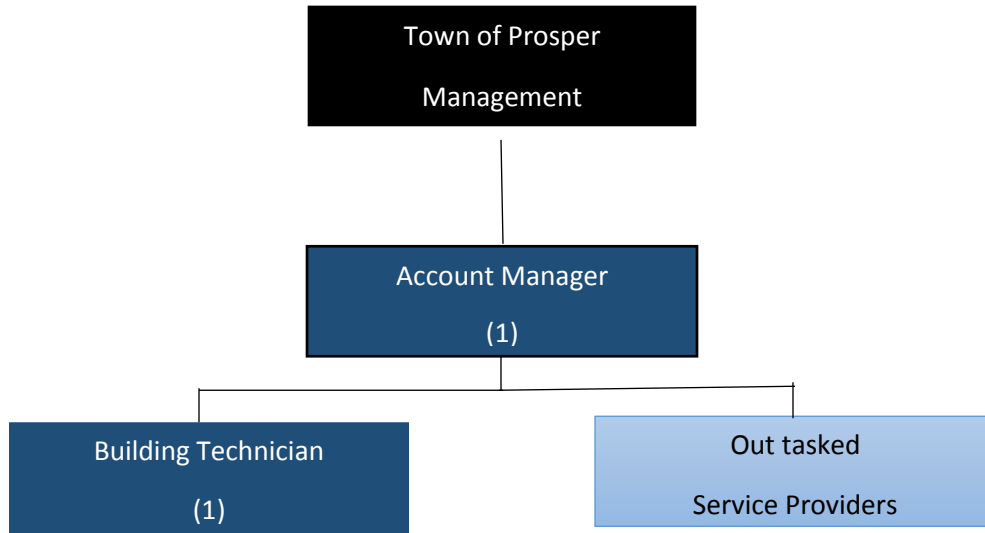 Town of Prosper
Management
Account Manager
(1)
Building Technician
(1)
Out tasked
Service Providers